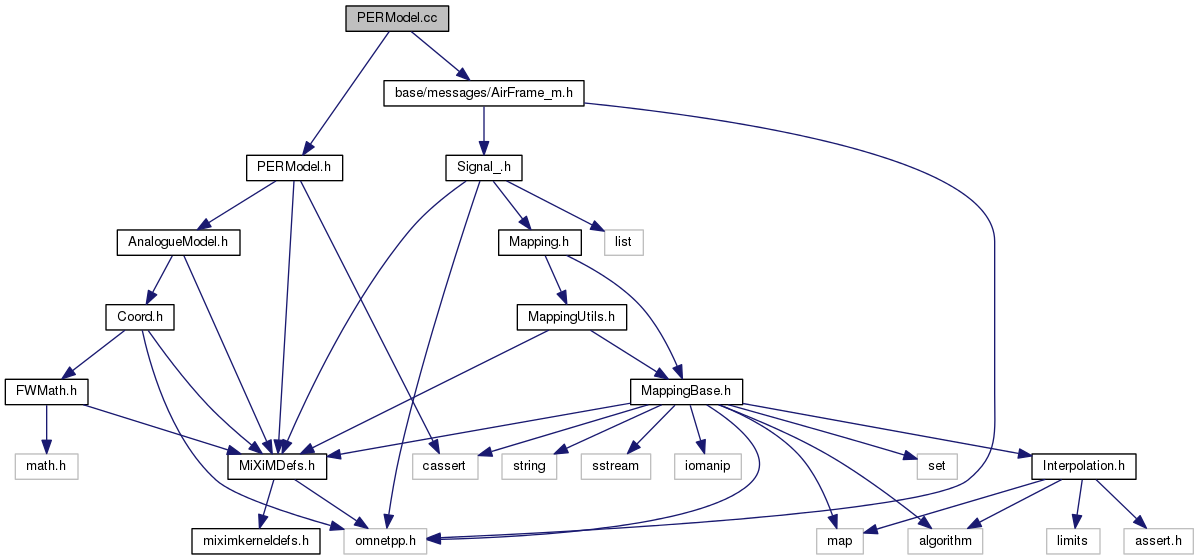 PERModel.cc
base/messages/AirFrame_m.h
PERModel.h
Signal_.h
AnalogueModel.h
Mapping.h
list
Coord.h
MappingUtils.h
FWMath.h
MappingBase.h
math.h
MiXiMDefs.h
cassert
string
sstream
iomanip
set
Interpolation.h
miximkerneldefs.h
omnetpp.h
map
algorithm
limits
assert.h